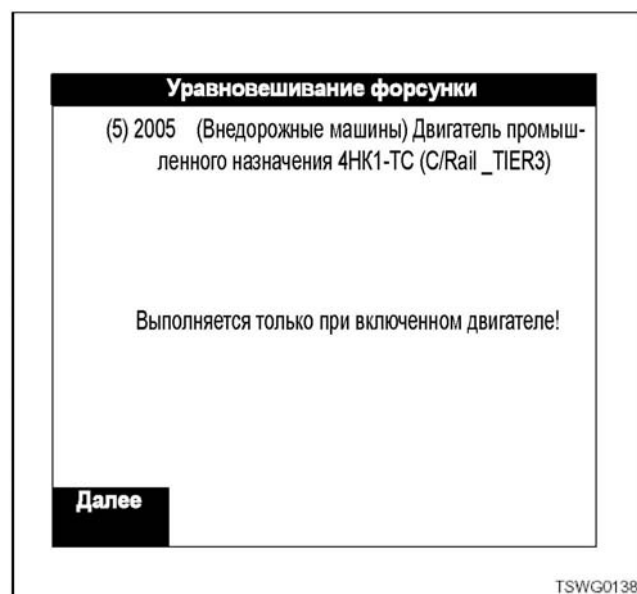 Уравновешивание форсунки
(5) 2005 (Внедорожные машины) Двигатель промыш-
ленного назначения 4HK1-TC (C/Rail _TIER3)
Выполняется только при включенном двигателе!
Далее
TSWG0138